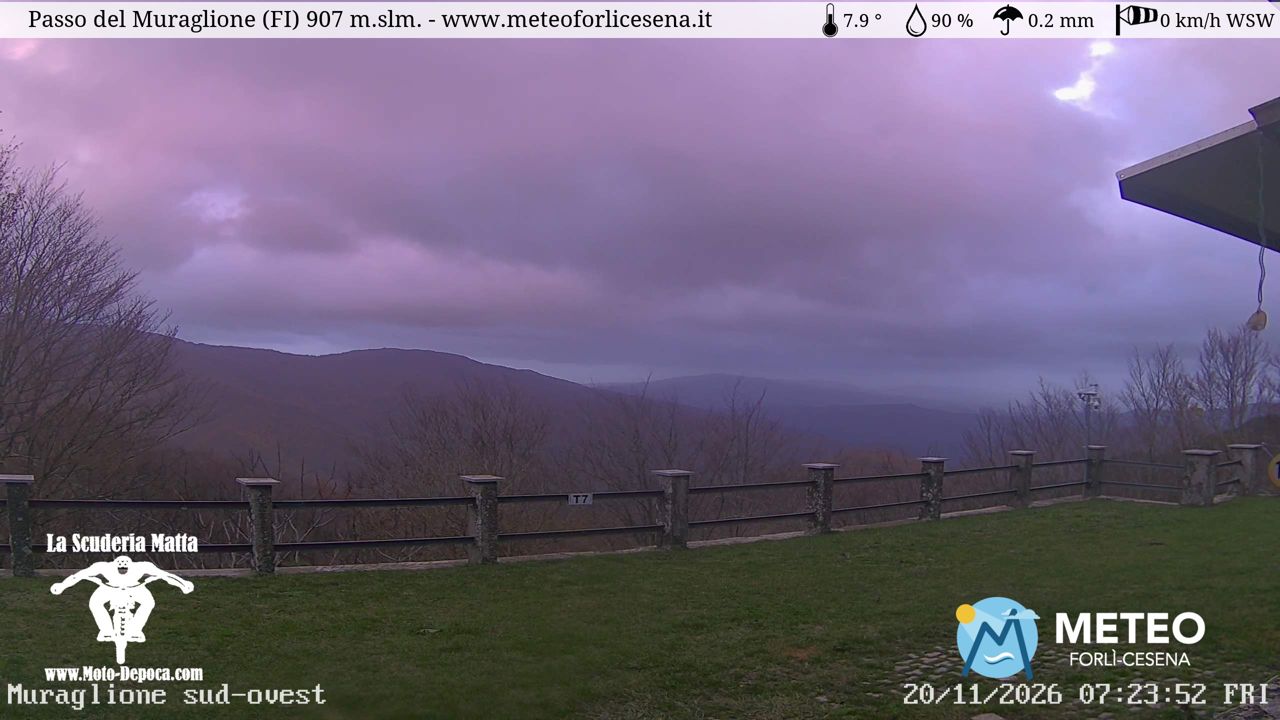 Passo del Muraglione (FI) 907 m.slm. - www.meteoforlicesena.it 7.9 ° 90 % 0.2 mm 0 km/h WSW
T7
La Scuderia Matta
www.Moto-Depoca.com
METEO
FORLÌ-CESENA
Muraglione sud-ovest
20/11/2026 07:23:52 FRI